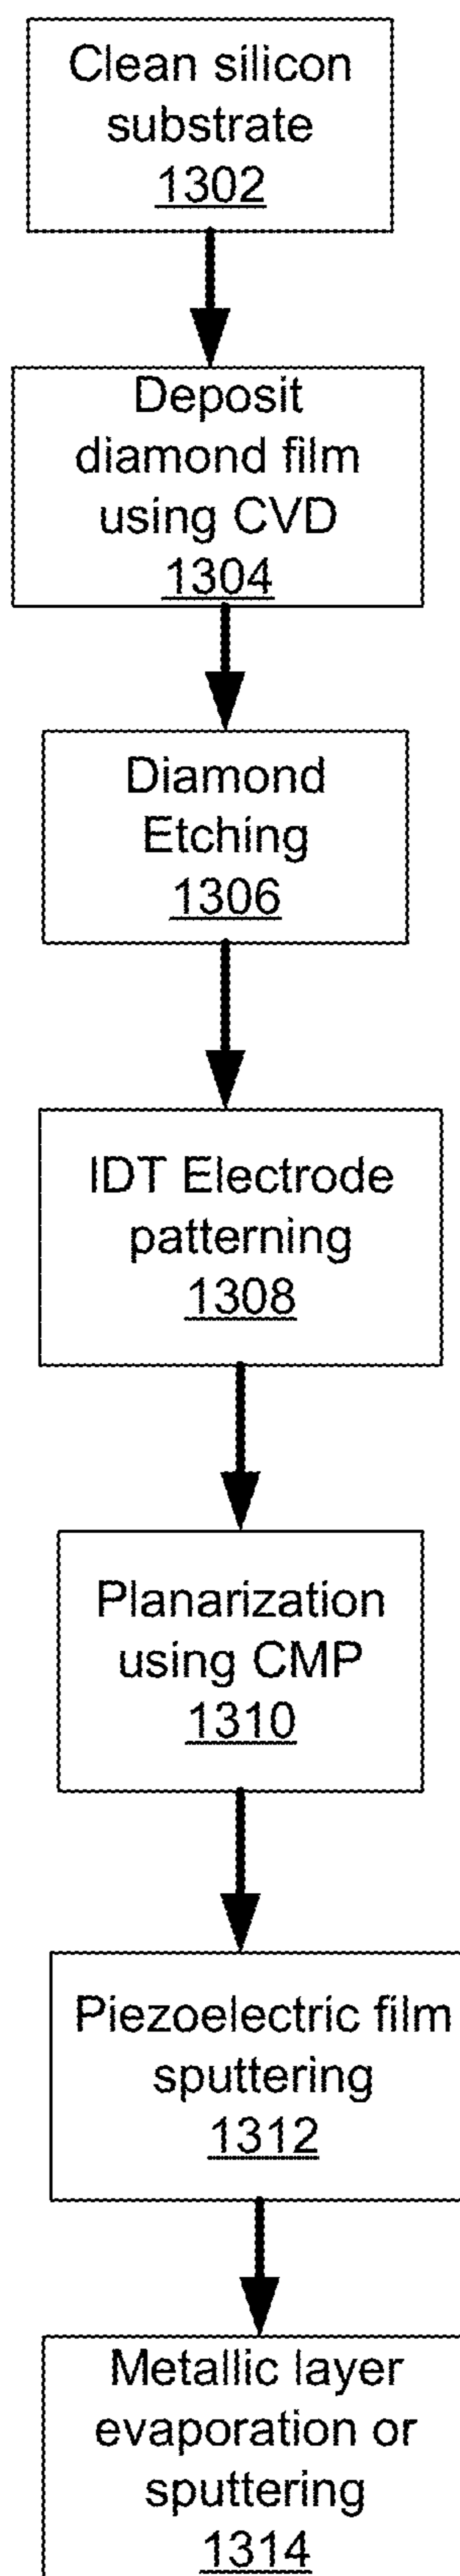 Clean silicon
substrate
1302
Deposit
diamond film
using CVD
1304
Diamond
Etching
1306
IDT Electrode
patterning
1308
Planarization
using CMP
1310
Piezoelectric film
sputtering
1312
Metallic layer
evaporation or
sputtering
1314